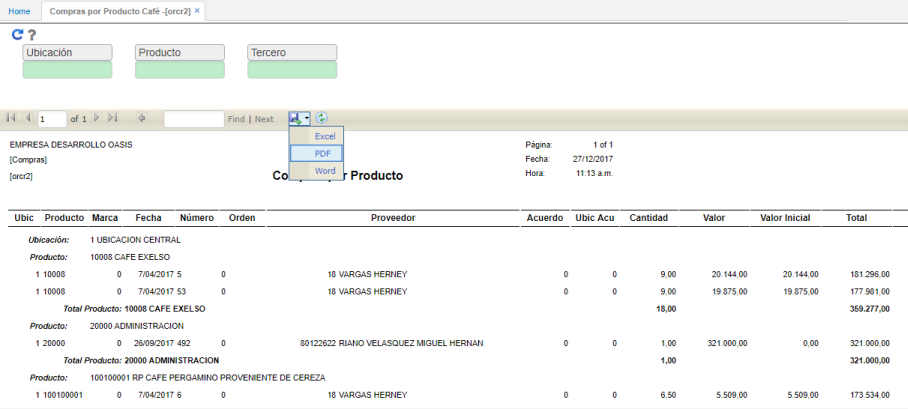 Home Compras por Producto Café -[orcr2] ×
?
Ubicación Producto Tercero
1 of 1 Find | Next
Excel
EMPRESA DESARROLLO OASIS Página: 1 of 1
PDF
[Compras] Fecha: 27/12/2017
Word
[orcr2] Hora: 11:13 a.m.
Co r Producto
Ubic Producto Marca Fecha Número Orden Proveedor Acuerdo Ubic Acu Cantidad Valor Valor Inicial Total
Ubicación: 1 UBICACION CENTRAL
Producto: 10008 CAFE EXELSO
1 10008 0 7/04/2017 5 0 18 VARGAS HERNEY 0 0 9,00 20.144,00 20.144,00 181.296,00
1 10008 0 7/04/2017 53 0 18 VARGAS HERNEY 0 0 9,00 19.875,00 19.875,00 177.981,00
Total Producto: 10008 CAFE EXELSO 18,00 359.277,00
Producto: 20000 ADMINISTRACION
1 20000 0 26/09/2017 492 0 80122622 RIANO VELASQUEZ MIGUEL HERNAN 0 0 1,00 321.000,00 0,00 321.000,00
Total Producto: 20000 ADMINISTRACION 1,00 321.000,00
Producto: 100100001 RP CAFE PERGAMINO PROVENIENTE DE CEREZA
1 100100001 0 7/04/2017 6 0 18 VARGAS HERNEY 0 0 6,50 5.509,00 5.509,00 173.534,00